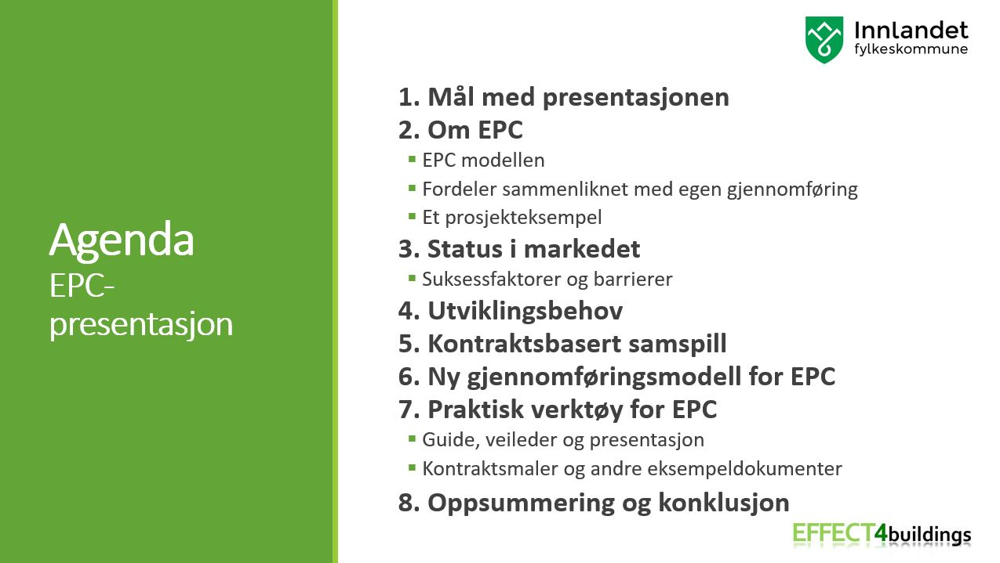 Agenda
EPC-
presentasjon
Innlandet
fylkeskommune
1. Mål med presentasjonen
2. Om EPC
▪ EPC modellen
▪ Fordeler sammenliknet med egen gjennomføring
▪ Et prosjekteksempel
3. Status i markedet
▪ Suksessfaktorer og barrierer
4. Utviklingsbehov
5. Kontraktsbasert samspill
6. Ny gjennomføringsmodell for EPC
7. Praktisk verktøy for EPC
▪ Guide, veileder og presentasjon
▪ Kontraktsmaler og andre eksempeldokumenter
8. Oppsummering og konklusjon
EFFECT4buildings